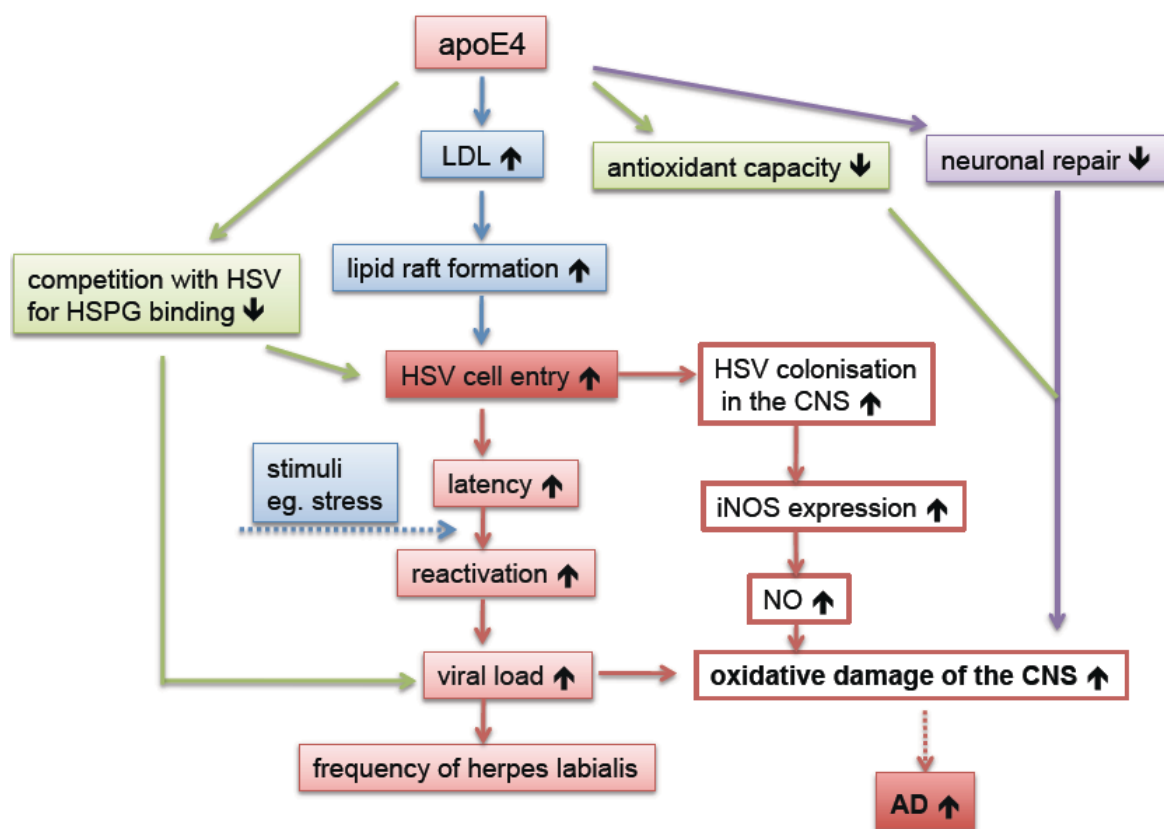 apoE4
LDL ↑
antioxidant capacity ↓
neuronal repair ↓
competition with HSV
for HSPG binding ↓
lipid raft formation ↑
HSV cell entry ↑
HSV colonisation
in the CNS ↑
stimuli
eg. stress
latency ↑
iNOS expression ↑
reactivation ↑
NO ↑
viral load ↑
oxidative damage of the CNS ↑
frequency of herpes labialis
AD ↑